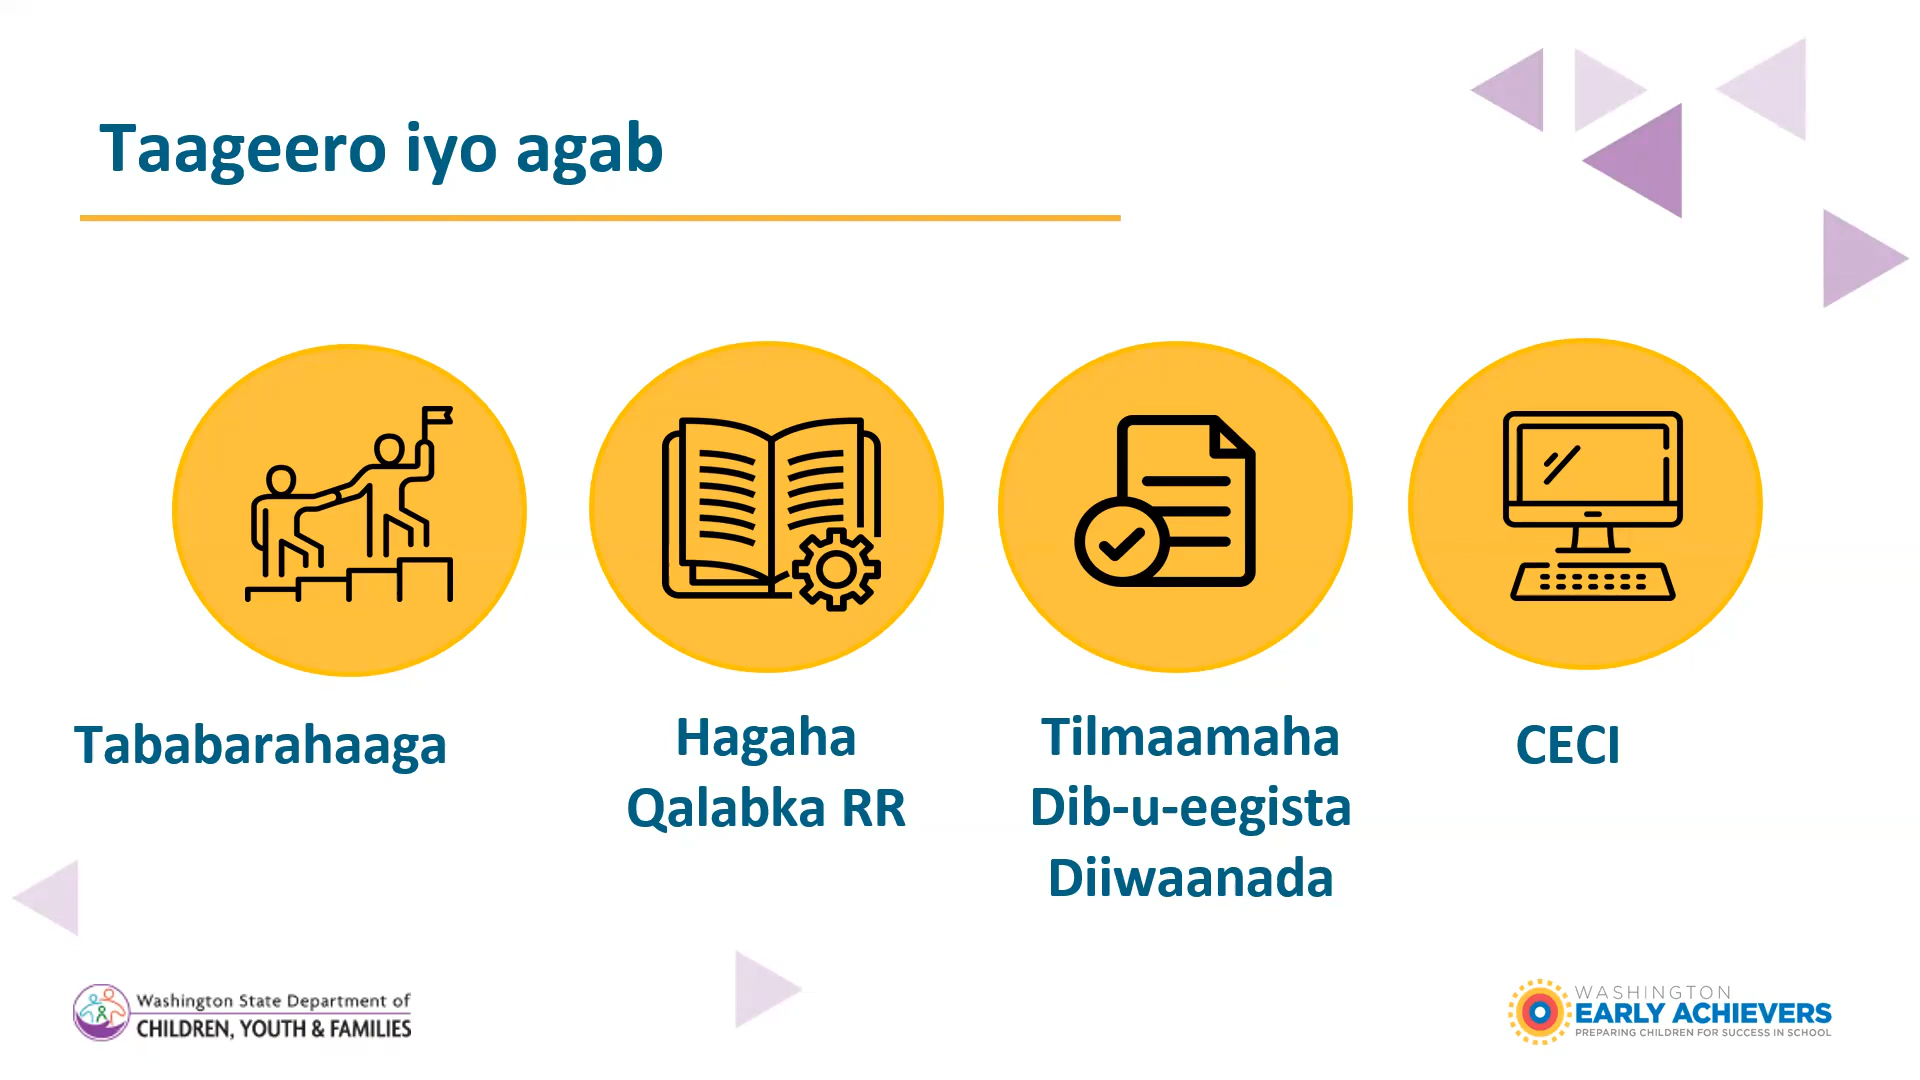 Taageero iyo agab
Tababarahaaga
Hagaha
Qalabka RR
Tilmaamaha
Dib-u-eegista
Diiwaanada
CECI
Washington State Department of
CHILDREN, YOUTH & FAMILIES
WASHINGTON
EARLY ACHIEVERS
PREPARING CHILDREN FOR SUCCESS IN SCHOOL